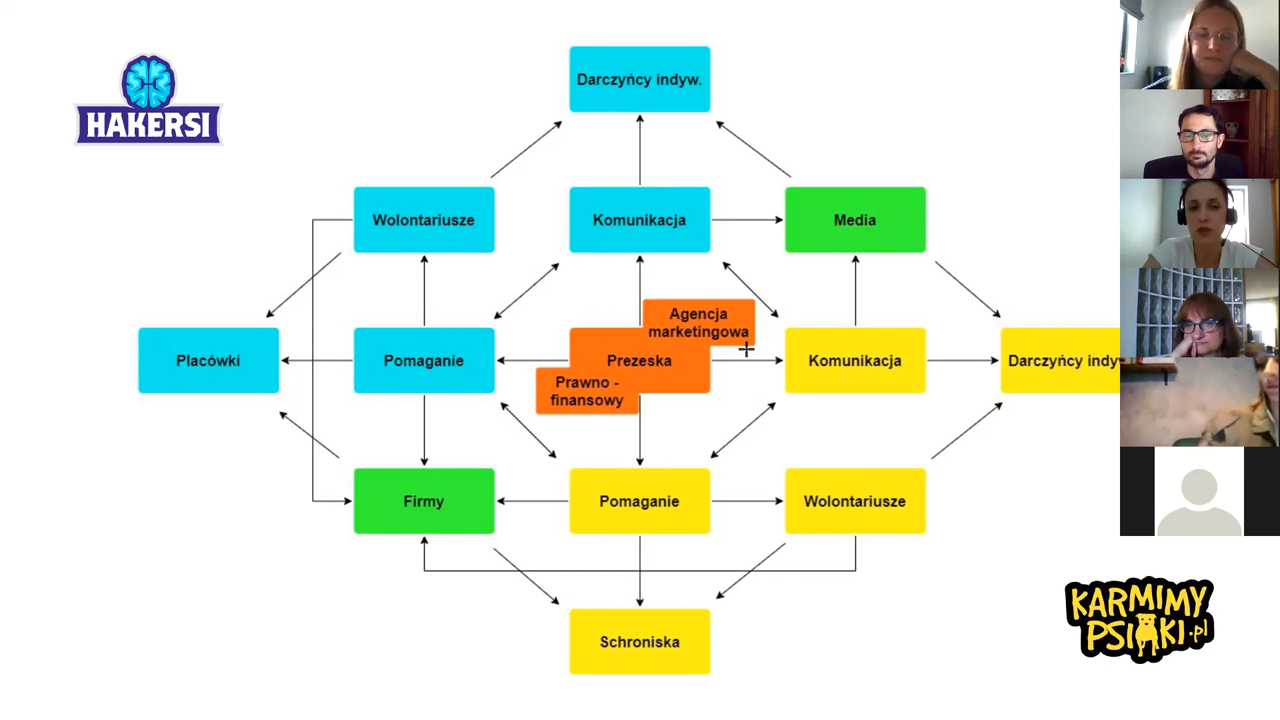 Darczyńcy indyw.
HAKERSI
Wolontariusze
Komunikacja
Media
Agencja
marketingowa
Placówki
Pomaganie
Prezeska
Komunikacja
Darczyńcy indyw
Prawno -
finansowy
Firmy
Pomaganie
Wolontariusze
Schroniska
KARMIMY
PSIAKI.pl